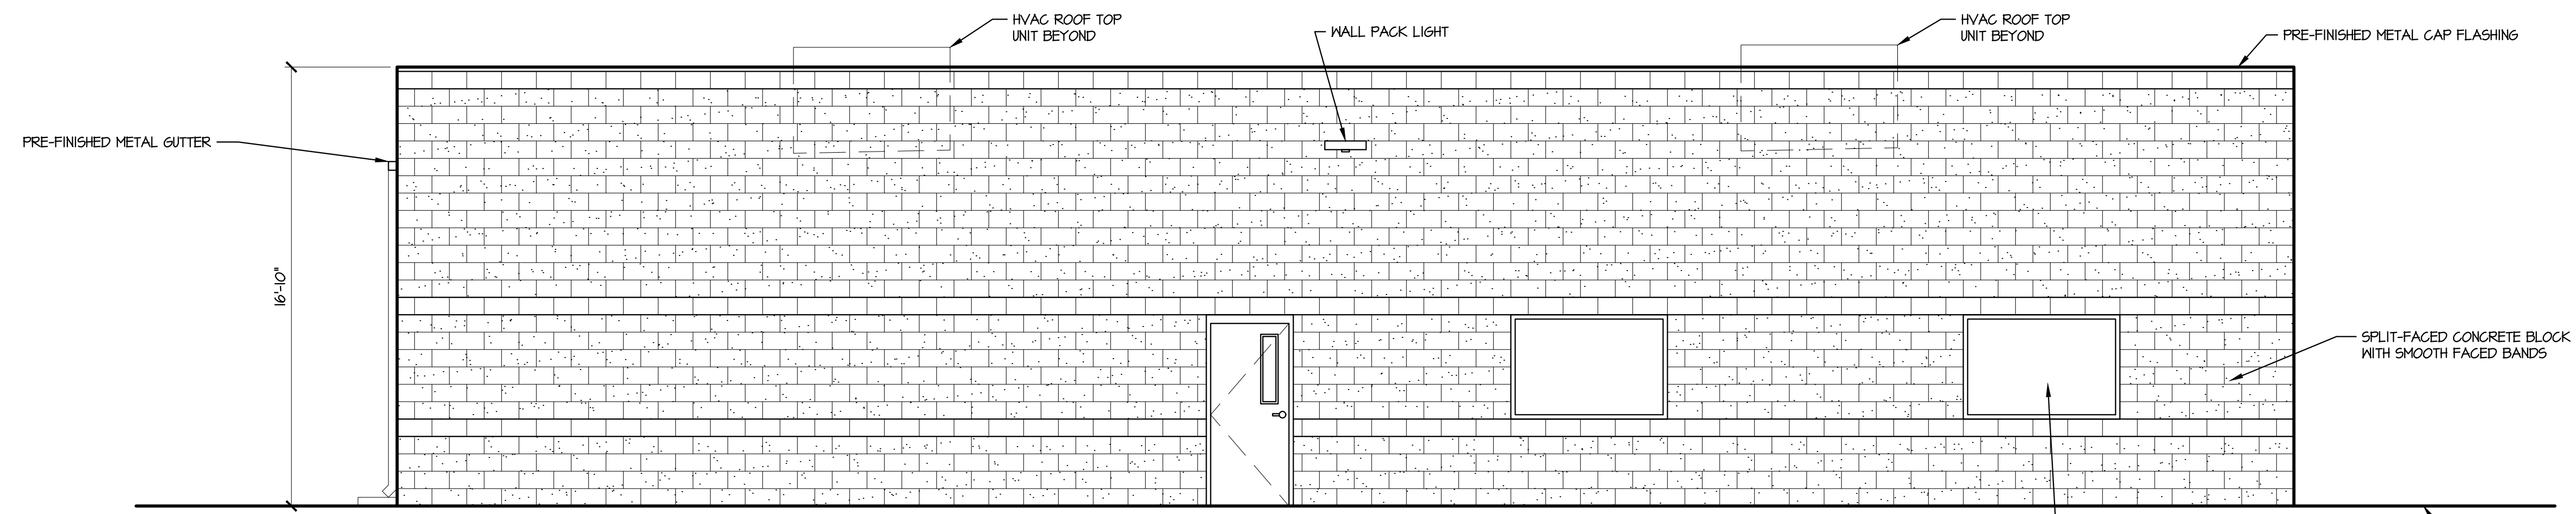 HVAC ROOF TOP
UNIT BEYOND
WALL PACK LIGHT
HVAC ROOF TOP
UNIT BEYOND
PRE-FINISHED METAL CAP FLASHING
PRE-FINISHED METAL GUTTER
16'-10"
SPLIT-FACED CONCRETE BLOCK
WITH SMOOTH FACED BANDS